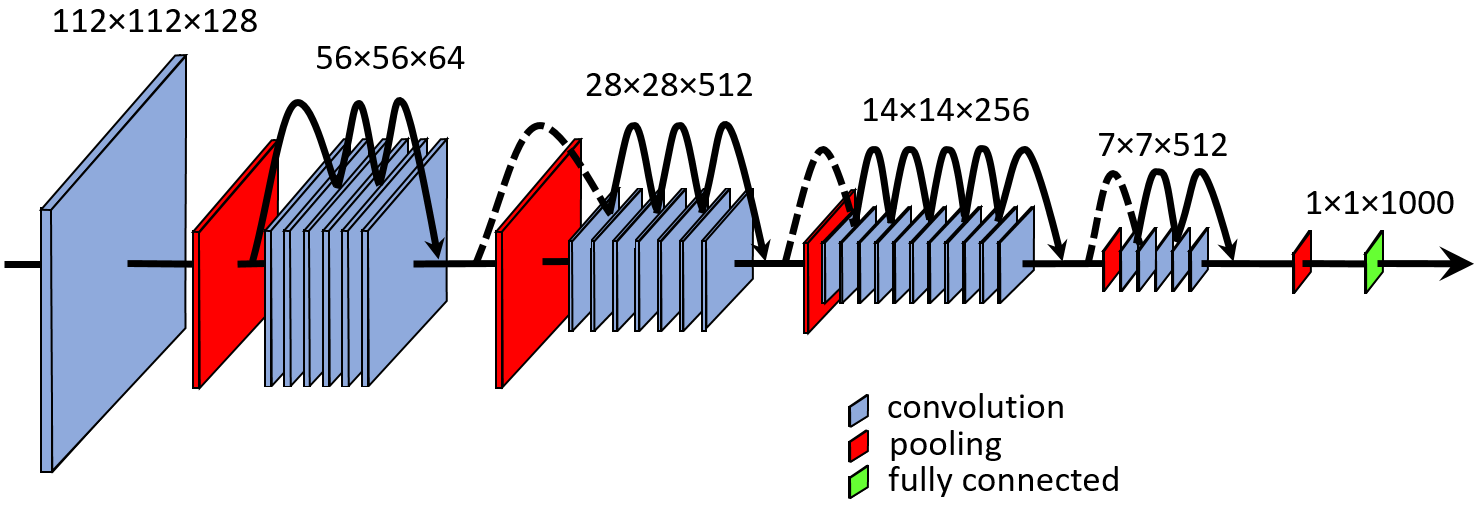 112×112×128
56×56×64
28×28×512
14×14×256
7×7×512
1×1×1000
convolution
pooling
fully connected